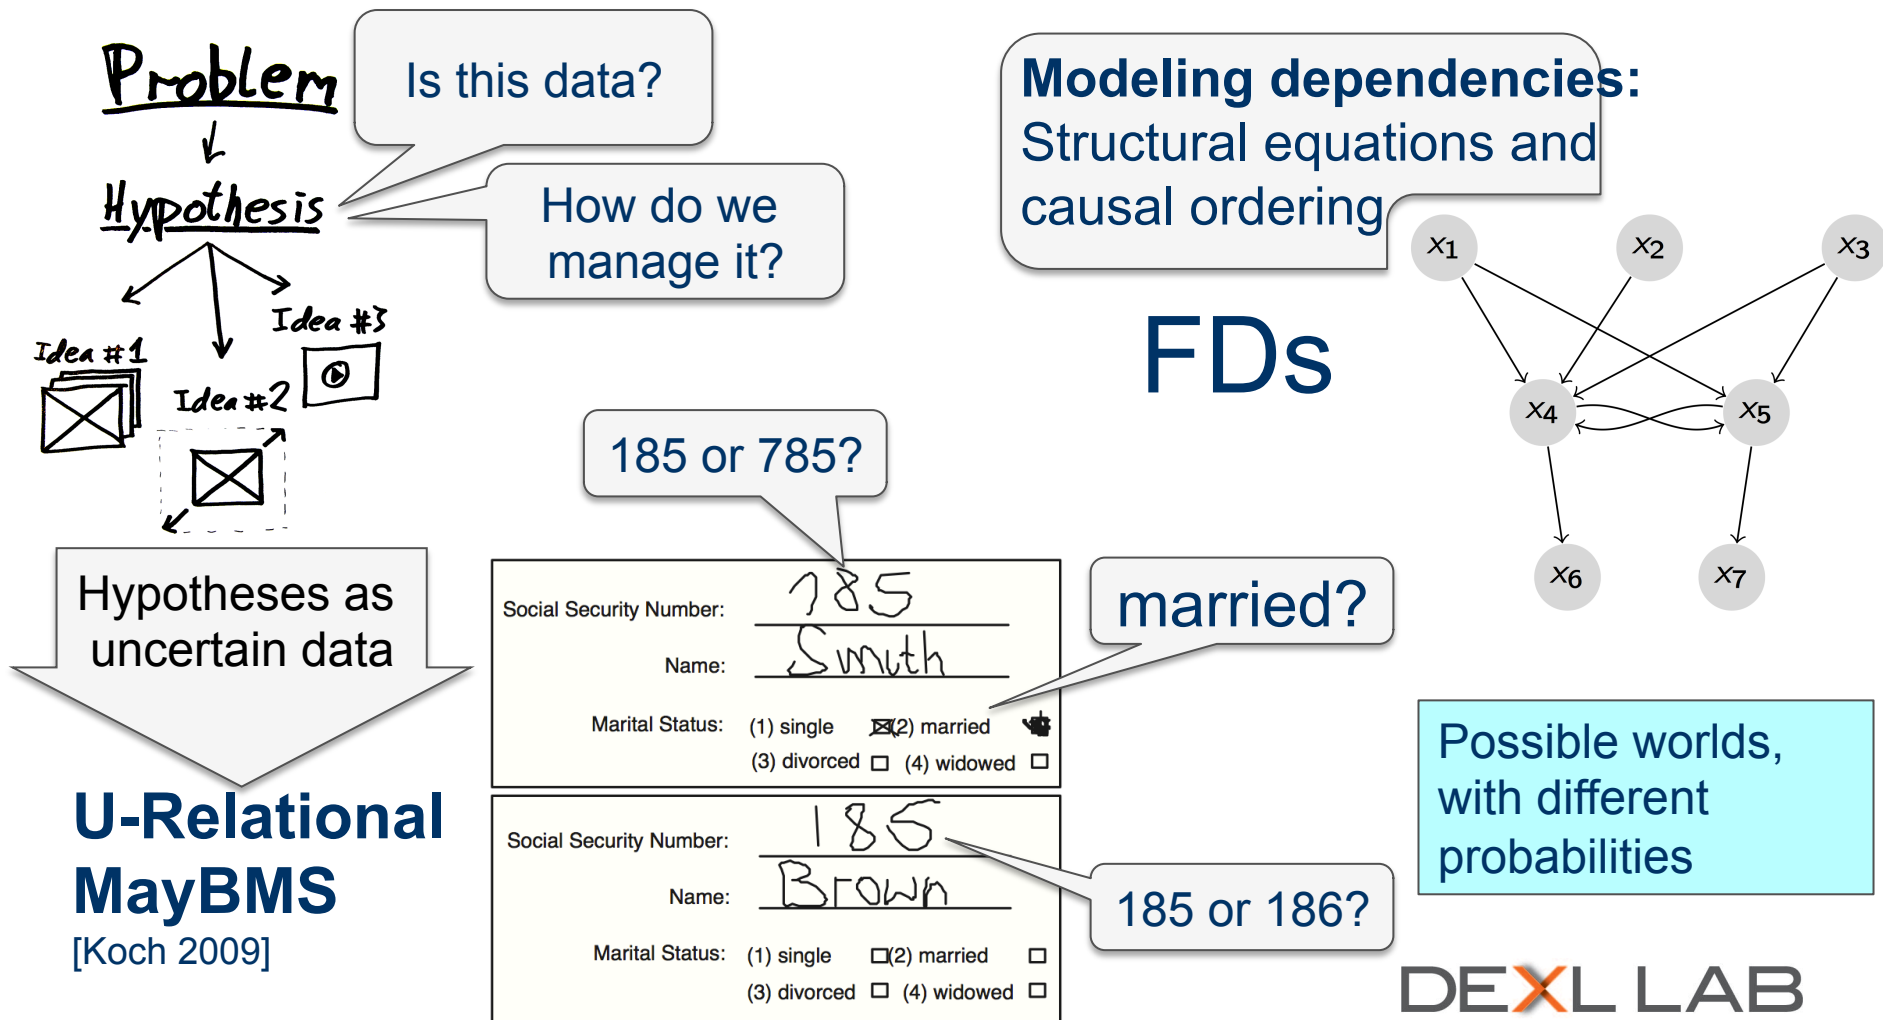 Problem
Is this data?
Hypothesis
How do we
manage it?
Idea #1
Idea #2
Idea #3
Hypotheses as
uncertain data
U-Relational
MayBMS
[Koch 2009]
185 or 785?
Social Security Number: 185
Name: Smith
Marital Status: (1) single (2) married
(3) divorced (4) widowed
married?
Social Security Number: 185
Name: Brown
Marital Status: (1) single (2) married
(3) divorced (4) widowed
185 or 186?
Modeling dependencies:
Structural equations and
causal ordering
FDs
x1 x2 x3
x4 x5
x6 x7
Possible worlds,
with different
probabilities
DEXL LAB